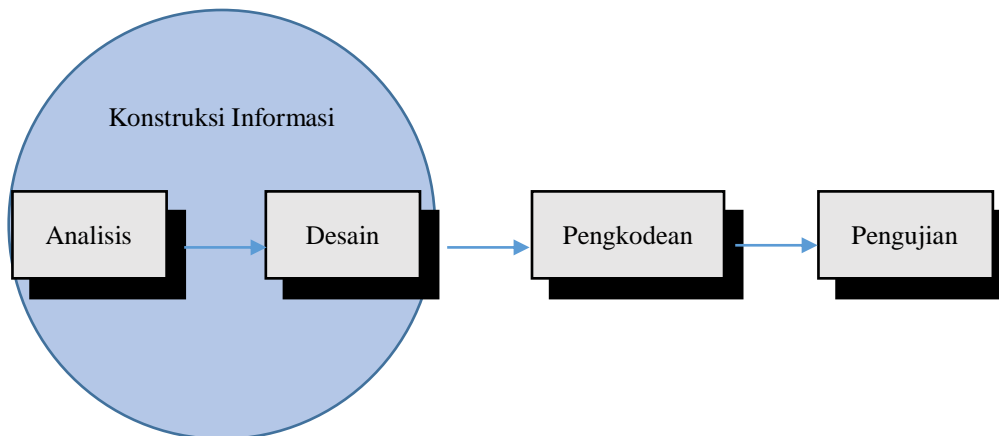 Konstruksi Informasi
Analisis
Desain
Pengkodean
Pengujian